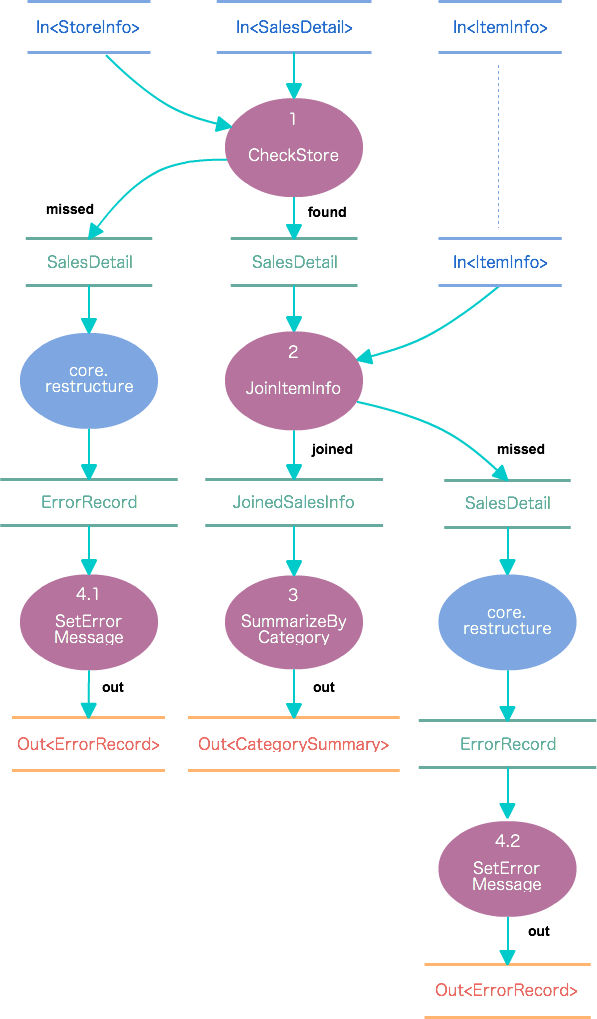 In<StoreInfo>
In<SalesDetail>
In<ItemInfo>
1
CheckStore
missed
found
SalesDetail
SalesDetail
In<ItemInfo>
core.
restructure
2
JoinItemInfo
joined
missed
ErrorRecord
JoinedSalesInfo
SalesDetail
4.1
SetError
Message
3
SummarizeBy
Category
core.
restructure
out
out
Out<ErrorRecord>
Out<CategorySummary>
ErrorRecord
4.2
SetError
Message
out
Out<ErrorRecord>